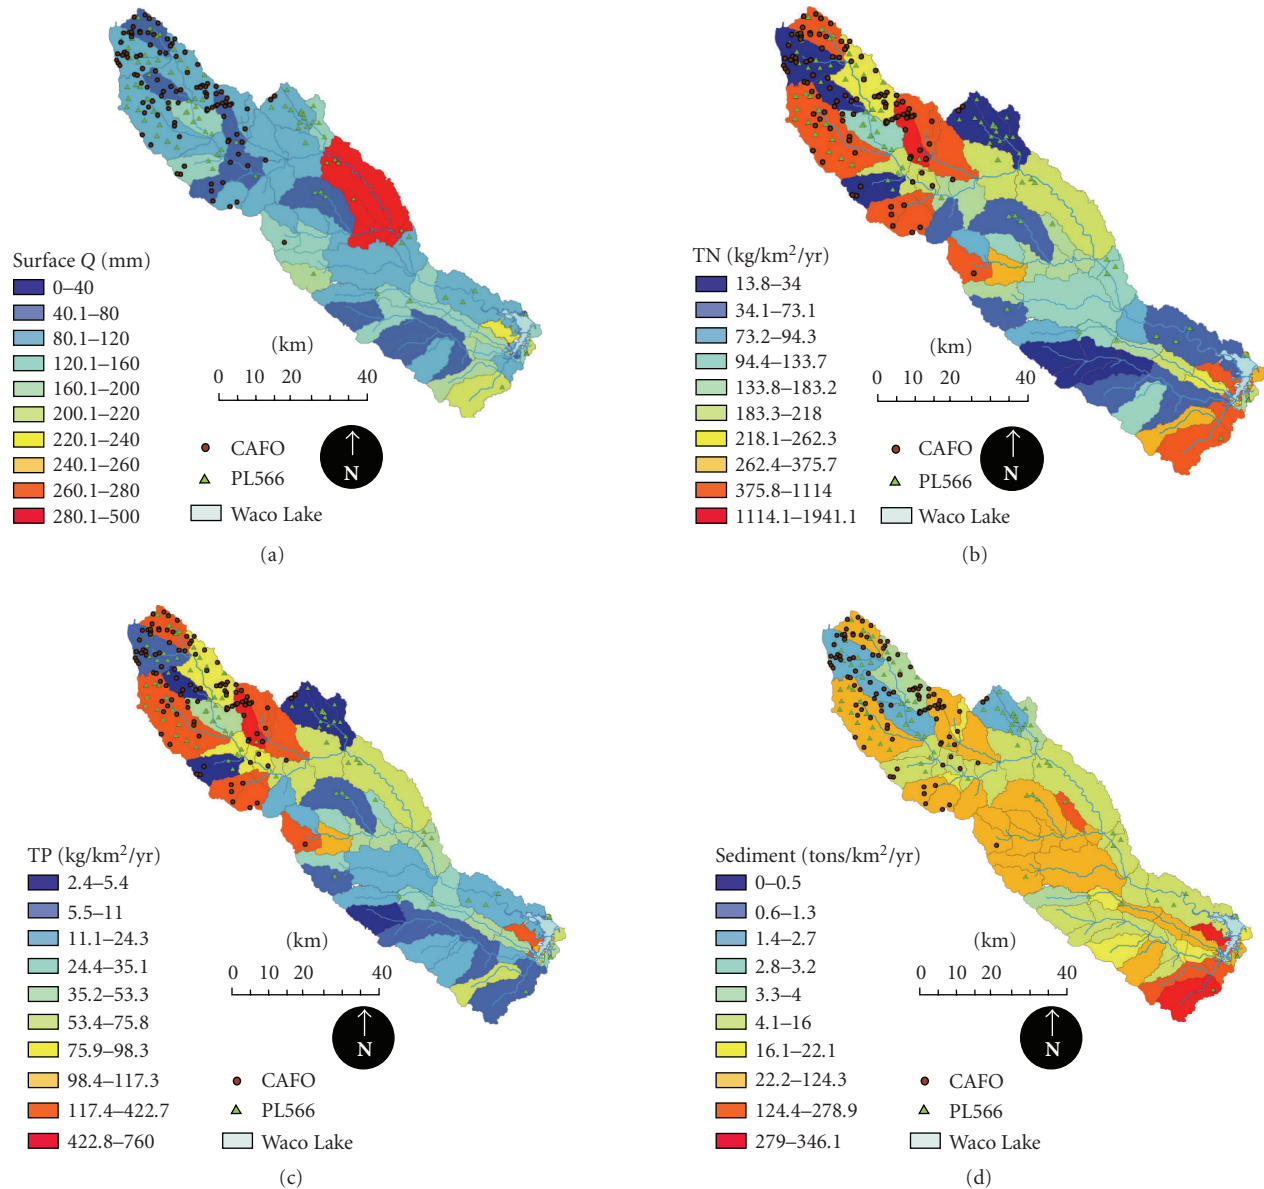 Surface Q (mm)
0–40
40.1–80
80.1–120
120.1–160
160.1–200
200.1–220
220.1–240
240.1–260
260.1–280
280.1–500
(km)
0 10 20 40
N
CAFO
PL566
Waco Lake
(a)
TN (kg/km²/yr)
13.8–34
34.1–73.1
73.2–94.3
94.4–133.7
133.8–183.2
183.3–218
218.1–262.3
262.4–375.7
375.8–1114
1114.1–1941.1
(km)
0 10 20 40
N
CAFO
PL566
Waco Lake
(b)
TP (kg/km²/yr)
2.4–5.4
5.5–11
11.1–24.3
24.4–35.1
35.2–53.3
53.4–75.8
75.9–98.3
98.4–117.3
117.4–422.7
422.8–760
(km)
0 10 20 40
N
CAFO
PL566
Waco Lake
(c)
Sediment (tons/km²/yr)
0–0.5
0.6–1.3
1.4–2.7
2.8–3.2
3.3–4
4.1–16
16.1–22.1
22.2–124.3
124.4–278.9
279–346.1
(km)
0 10 20 40
N
CAFO
PL566
Waco Lake
(d)